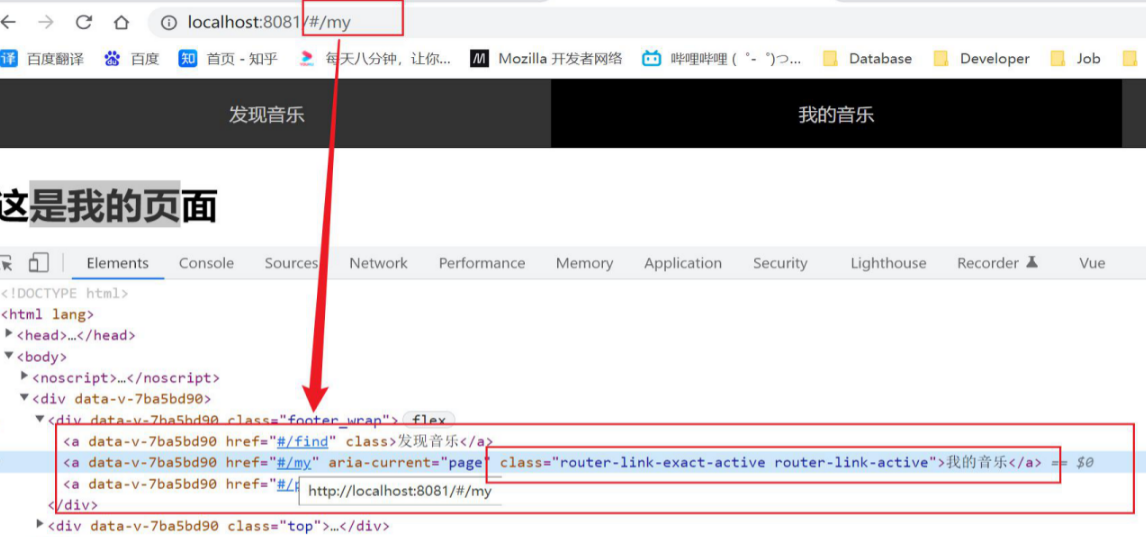 localhost:8081/#/my
译 百度翻译 百度 知 首页 - 知乎 每天八分钟，让你... M Mozilla 开发者网络 哔哩哔哩 (゜-゜)つ... Database Developer Job
发现音乐 我的音乐
这是我的页面
Elements Console Sources Network Performance Memory Application Security Lighthouse Recorder Vue
<!DOCTYPE html>
<html lang>
<head>…</head>
<body>
<noscript>…</noscript>
<div data-v-7ba5bd90>
<div data-v-7ba5bd90 class="footer_wrap"> flex
<a data-v-7ba5bd90 href="#/find" class>发现音乐</a>
<a data-v-7ba5bd90 href="#/my" aria-current="page" class="router-link-exact-active router-link-active">我的音乐</a> == $0
<a data-v-7ba5bd90 href="#/
http://localhost:8081/#/my
</div>
<div data-v-7ba5bd90 class="top">…</div>